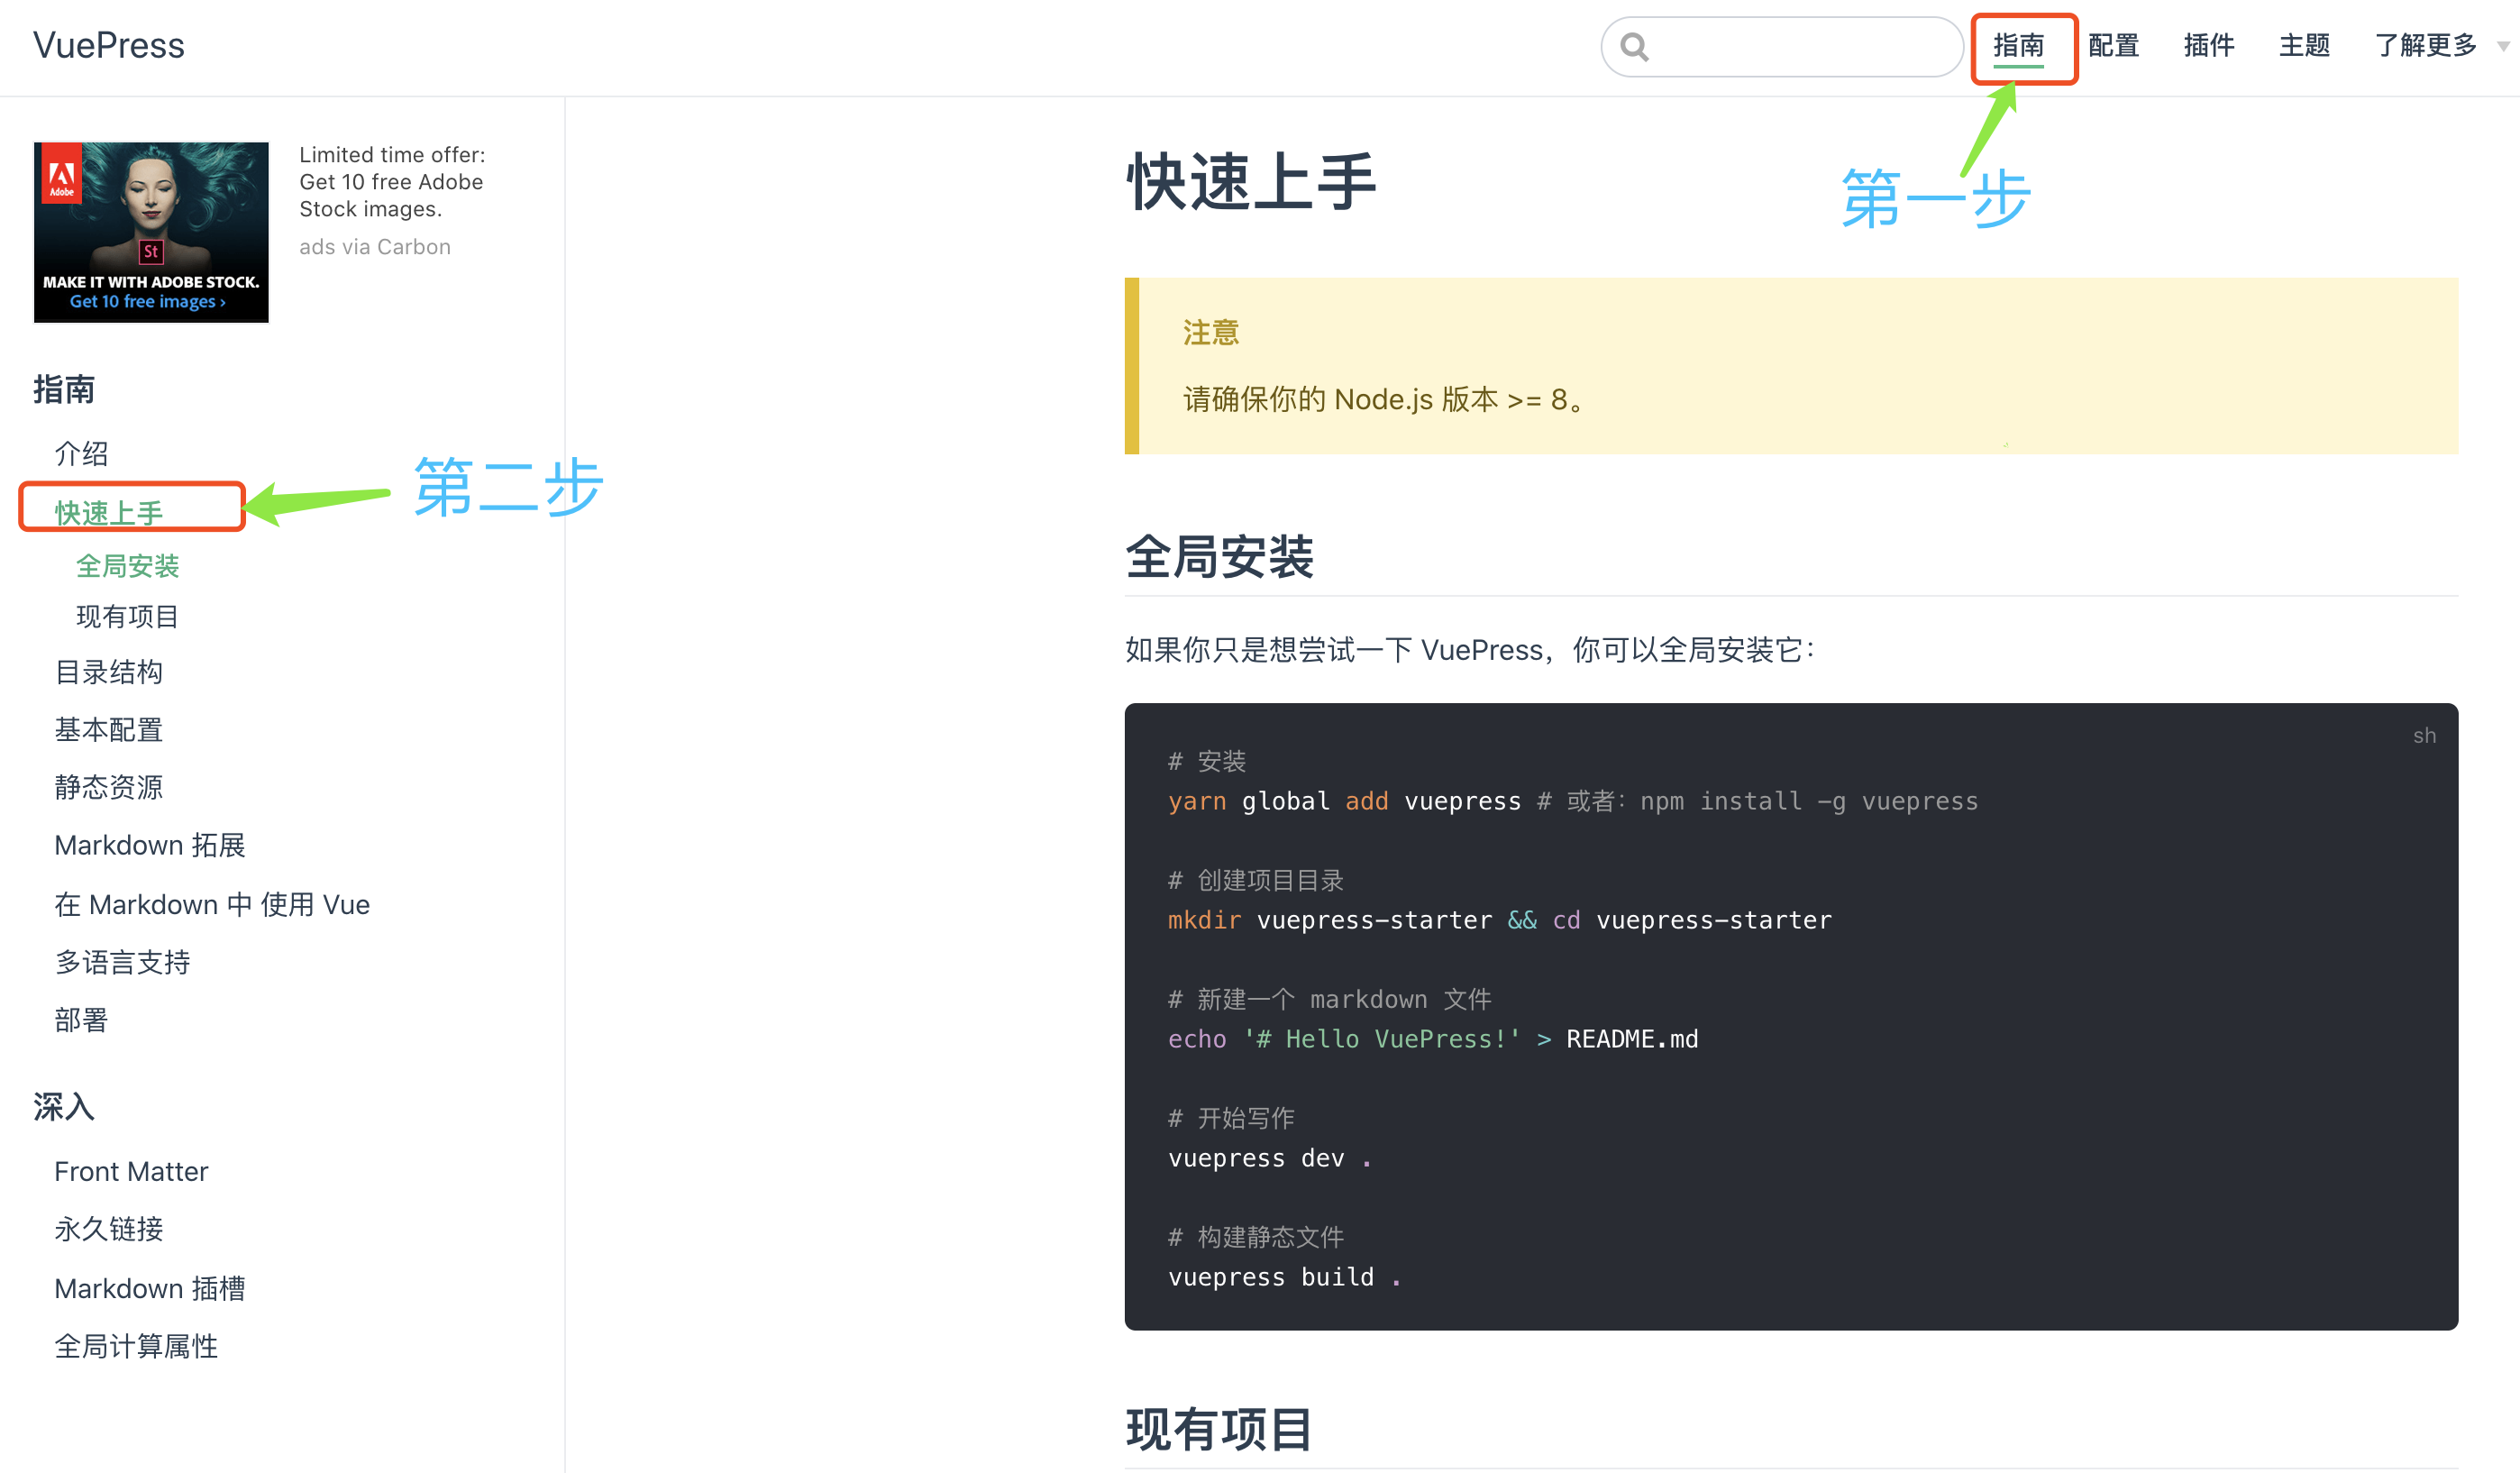 VuePress
指南
配置
插件
主题
了解更多
第一步
Adobe
St
MAKE IT WITH ADOBE STOCK.
Get 10 free images ›
Limited time offer:
Get 10 free Adobe
Stock images.
ads via Carbon
指南
介绍
快速上手
第二步
全局安装
现有项目
目录结构
基本配置
静态资源
Markdown 拓展
在 Markdown 中 使用 Vue
多语言支持
部署
深入
Front Matter
永久链接
Markdown 插槽
全局计算属性
快速上手
注意
请确保你的 Node.js 版本 >= 8。
全局安装
如果你只是想尝试一下 VuePress，你可以全局安装它：
sh
# 安装
yarn global add vuepress # 或者：npm install -g vuepress
# 创建项目目录
mkdir vuepress-starter && cd vuepress-starter
# 新建一个 markdown 文件
echo '# Hello VuePress!' > README.md
# 开始写作
vuepress dev .
# 构建静态文件
vuepress build .
现有项目